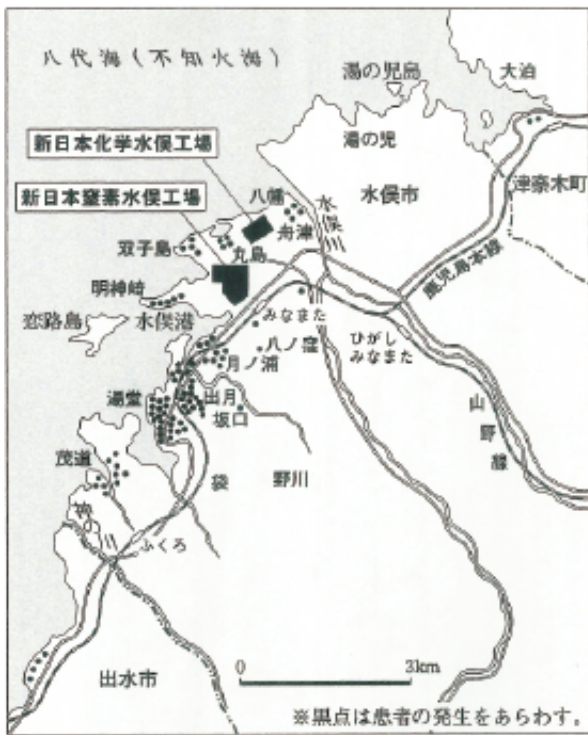 八代海(不知火海)
湯の児島
大泊
新日本化学水俣工場
湯の児
津奈木町
新日本窒素水俣工場
八幡
水俣川
水俣市
舟津
双子島
丸島
鹿児島本線
明神崎
恋路島
水俣港
みなまた
八ノ窪
ひがし
みなまた
月ノ浦
湯堂
出月
坂口
山野線
茂道
袋
野川
神ノ川
ふくろ
0
3km
出水市
※黒点は患者の発生をあらわす。